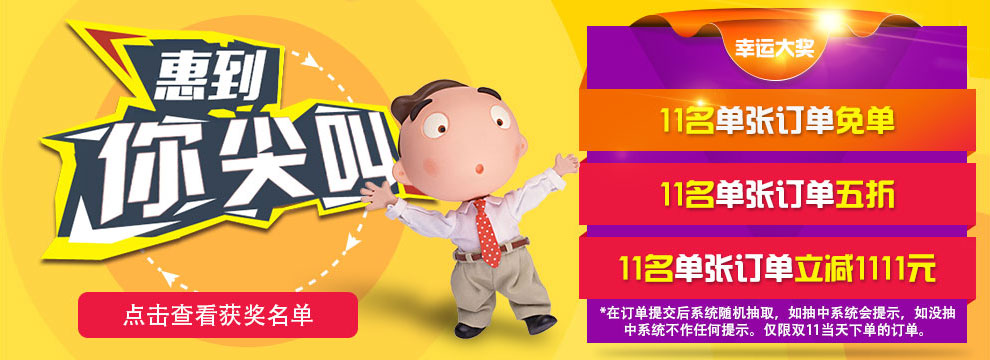 惠到
你尖叫
点击查看获奖名单
幸运大奖
11名单张订单免单
11名单张订单五折
11名单张订单立减1111元
*在订单提交后系统随机抽取，如抽中系统会提示，如没抽
中系统不作任何提示。仅限双11当天下单的订单。